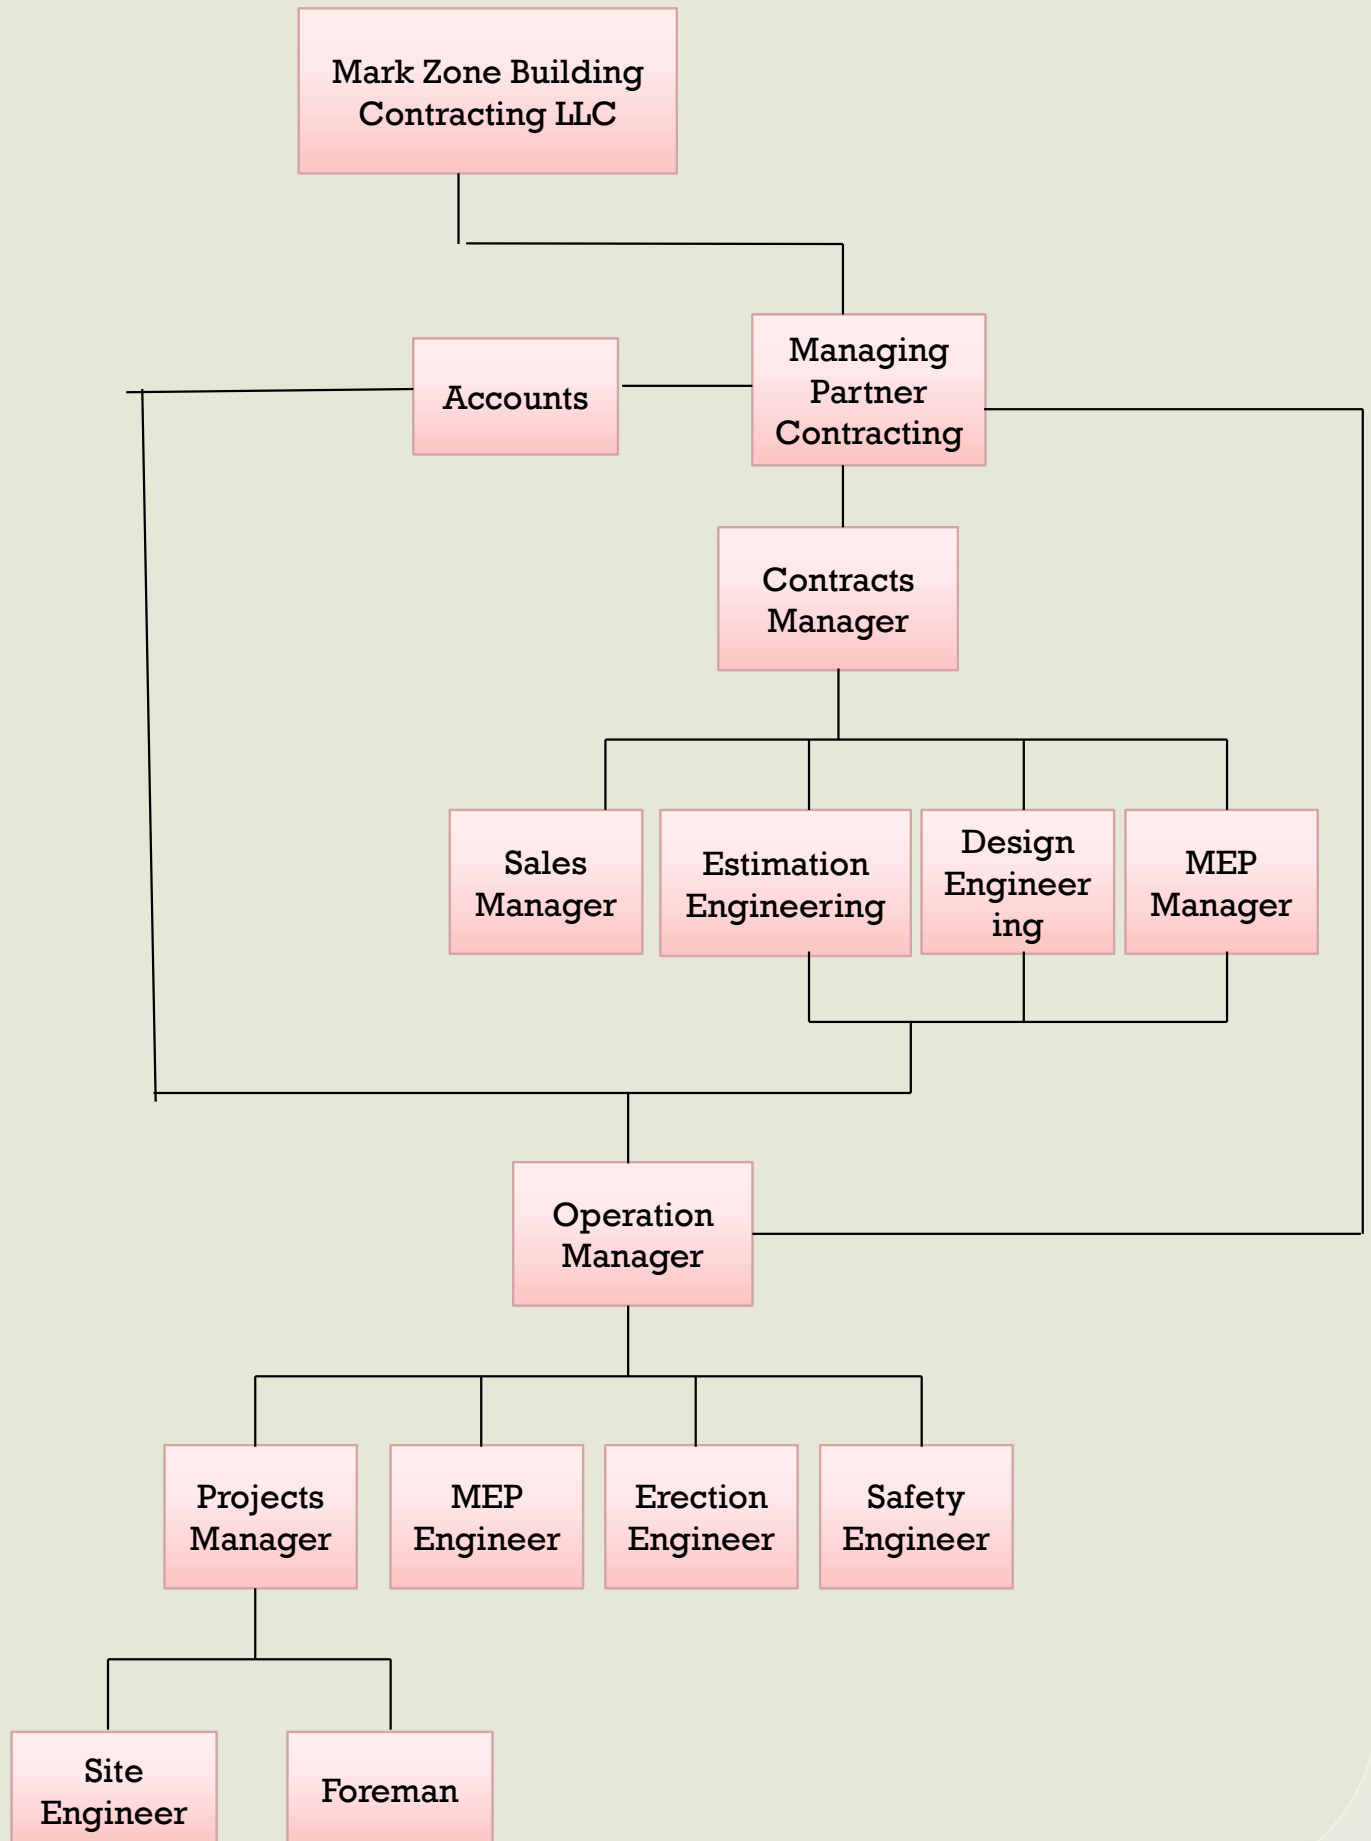 Mark Zone Building
Contracting LLC
Accounts
Managing
Partner
Contracting
Contracts
Manager
Sales
Manager
Estimation
Engineering
Design
Engineer
ing
MEP
Manager
Operation
Manager
Projects
Manager
MEP
Engineer
Erection
Engineer
Safety
Engineer
Site
Engineer
Foreman